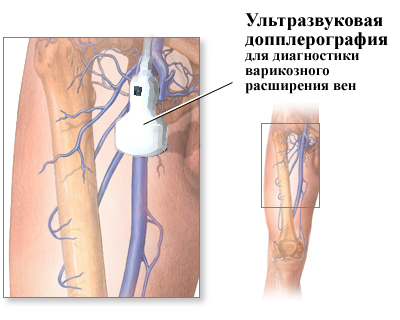 Ультразвуковая
допплерография
для диагностики
варикозного
расширения вен